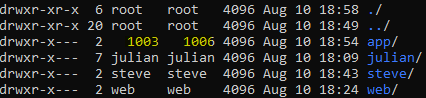 drwxr-xr-x 6 root root 4096 Aug 10 18:58 ./
drwxr-xr-x 20 root root 4096 Aug 10 18:49 ../
drwxr-x--- 2 1003 1006 4096 Aug 10 18:54 app/
drwxr-x--- 7 julian julian 4096 Aug 10 18:09 julian/
drwxr-x--- 2 steve steve 4096 Aug 10 18:43 steve/
drwxr-x--- 2 web web 4096 Aug 10 18:24 web/